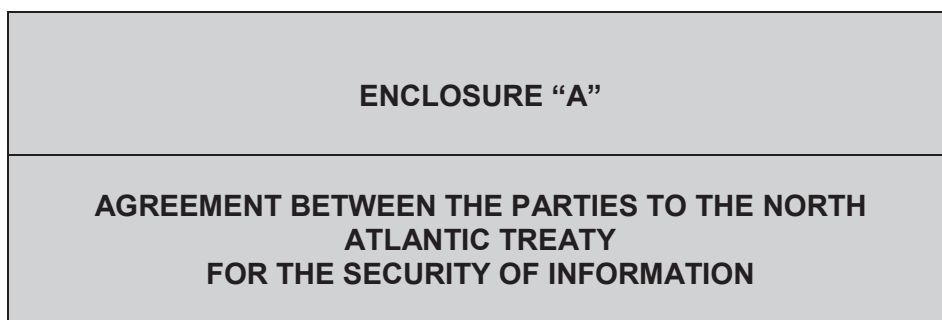 ENCLOSURE “A”
AGREEMENT BETWEEN THE PARTIES TO THE NORTH
ATLANTIC TREATY
FOR THE SECURITY OF INFORMATION